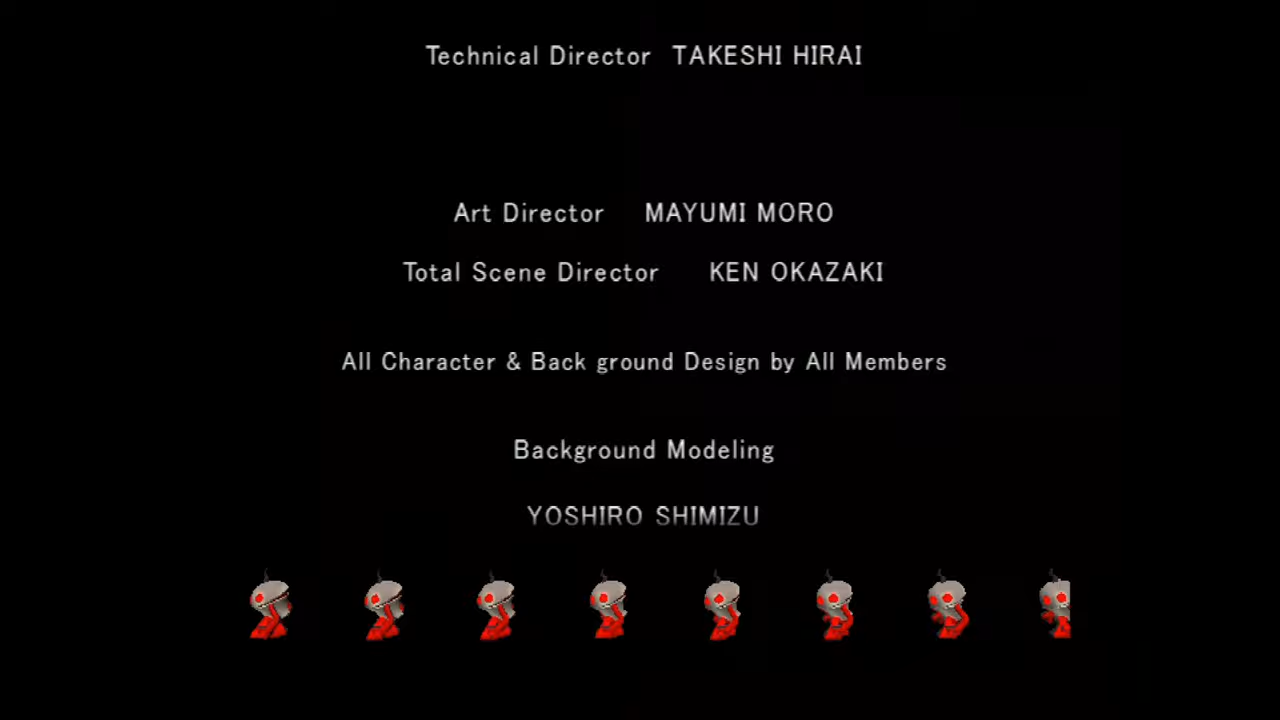 Technical Director TAKESHI HIRAI
Art Director MAYUMI MORO
Total Scene Director KEN OKAZAKI
All Character & Back ground Design by All Members
Background Modeling
YOSHIRO SHIMIZU